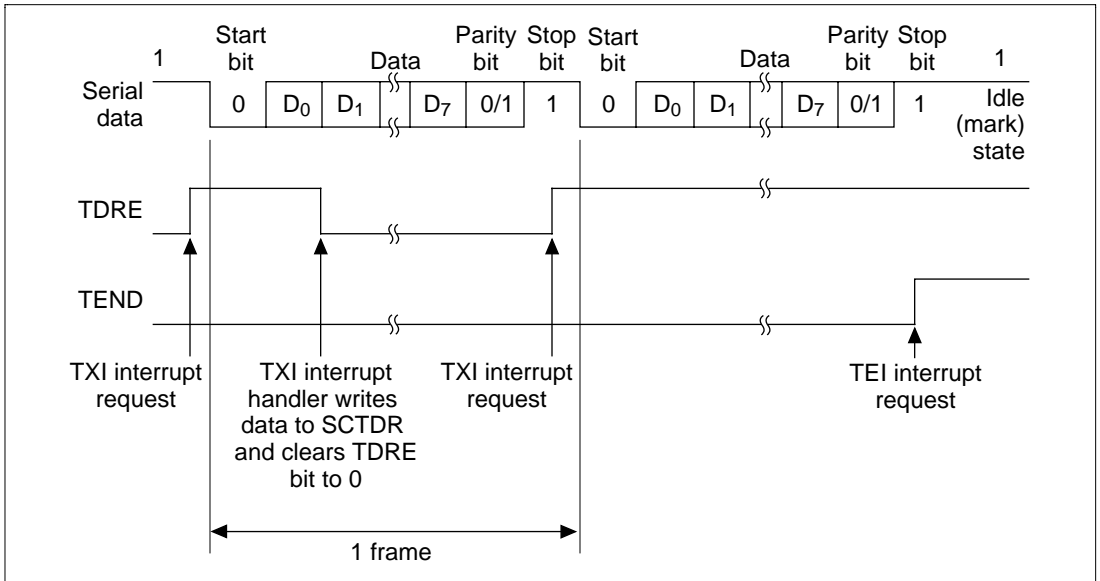 Start Parity Stop Start Parity Stop
1 bit Data bit bit bit Data bit bit 1
Serial data 0 D0 D1 D7 0/1 1 0 D0 D1 D7 0/1 1 Idle (mark) state
TDRE
TEND
TXI interrupt request
TXI interrupt handler writes data to SCTDR and clears TDRE bit to 0
TXI interrupt request
TEI interrupt request
1 frame